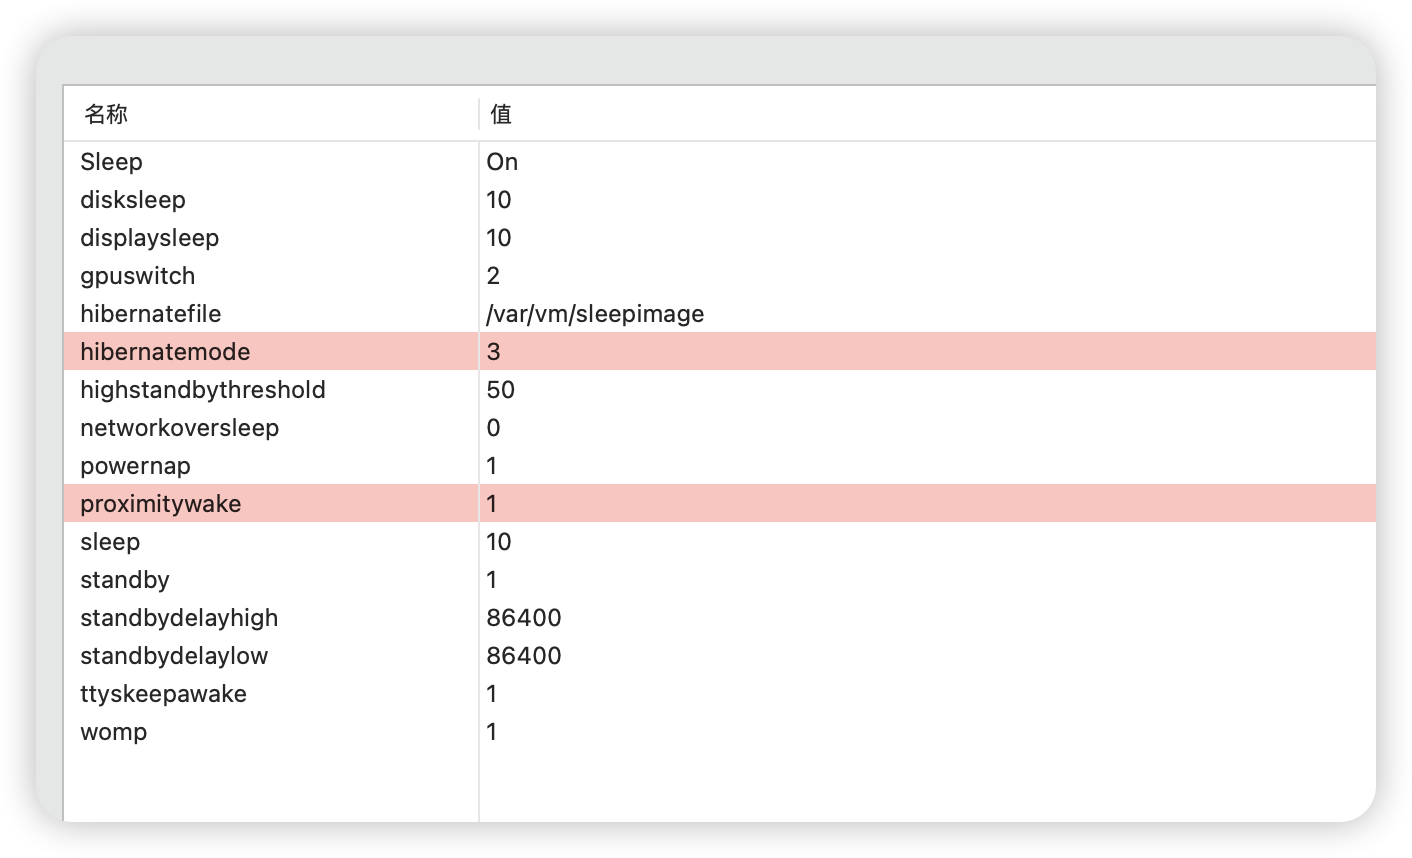 名称 值
Sleep On
disksleep 10
displaysleep 10
gpuswitch 2
hibernatefile /var/vm/sleepimage
hibernatemode 3
highstandbythreshold 50
networkoversleep 0
powernap 1
proximitywake 1
sleep 10
standby 1
standbydelayhigh 86400
standbydelaylow 86400
ttyskeepawake 1
womp 1